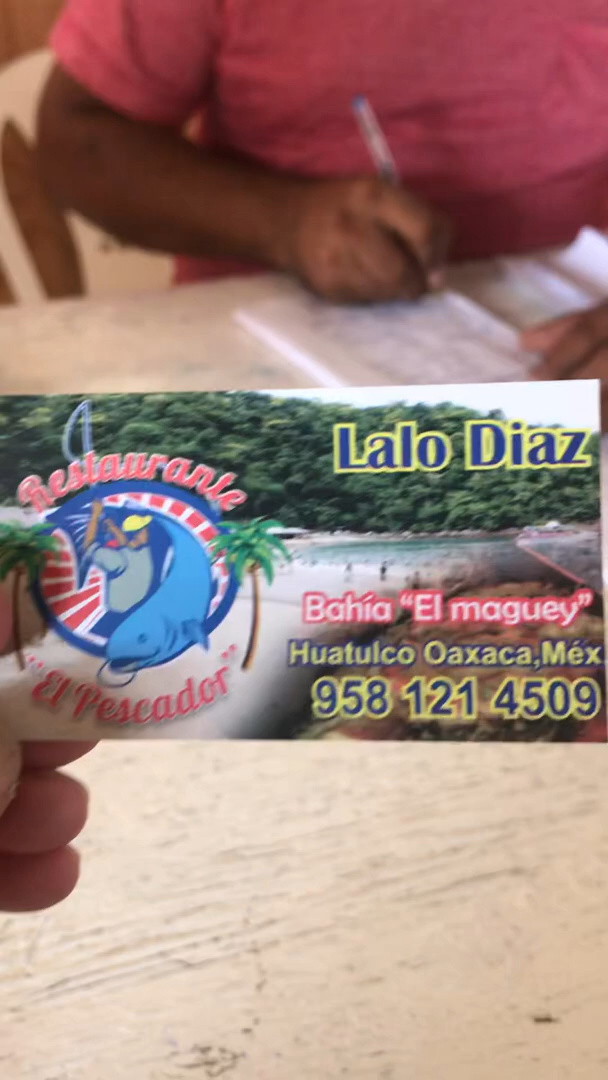 Restaurante
"El Pescador"
Lalo Diaz
Bahía "El maguey"
Huatulco Oaxaca,Méx
958 121 4509